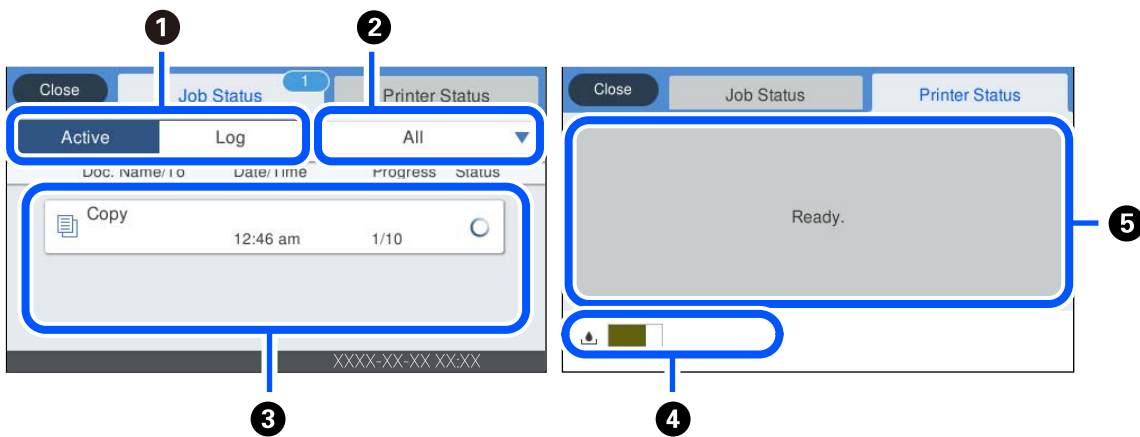 1 2
Close Job Status 1 Printer Status
Active Log All
Doc. Name/To Date/Time Progress Status
Copy
12:46 am 1/10
XXXX-XX-XX XX:XX
3
Close Job Status Printer Status
Ready.
5
4